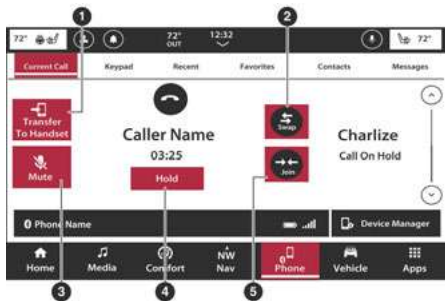 1
2
72°
72°
OUT
12:32
72°
Current Call
Keypad
Recent
Favorites
Contacts
Messages
Transfer
To Handset
Mute
Caller Name
03:25
Hold
Swap
Join
Charlize
Call On Hold
Phone Name
Device Manager
Home
Media
Comfort
NW
Nav
Phone
Vehicle
Apps
3
4
5